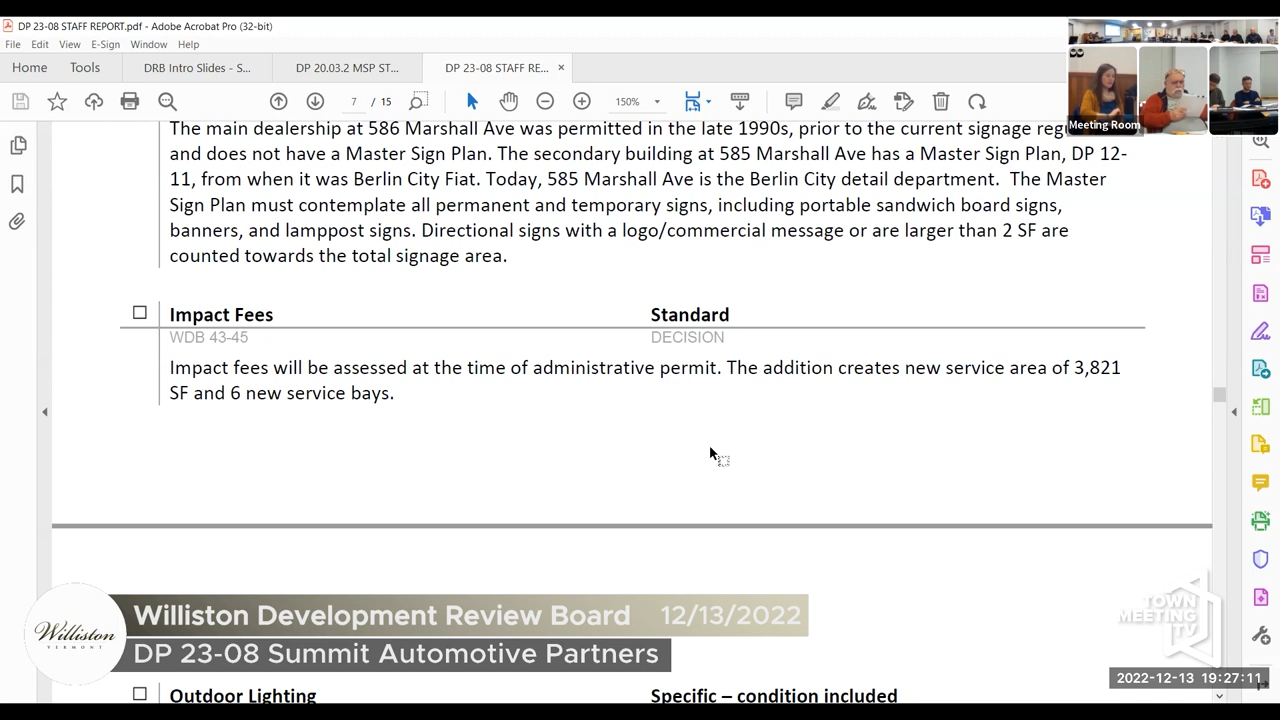 DP 23-08 STAFF REPORT.pdf - Adobe Acrobat Pro (32-bit)
File Edit View E-Sign Window Help
Home Tools DRB Intro Slides - S... DP 20.03.2 MSP ST... DP 23-08 STAFF RE... ×
7 / 15 150%
Meeting Room
The main dealership at 586 Marshall Ave was permitted in the late 1990s, prior to the current signage
and does not have a Master Sign Plan. The secondary building at 585 Marshall Ave has a Master Sign Plan, DP 12-
11, from when it was Berlin City Fiat. Today, 585 Marshall Ave is the Berlin City detail department. The Master
Sign Plan must contemplate all permanent and temporary signs, including portable sandwich board signs,
banners, and lamppost signs. Directional signs with a logo/commercial message or are larger than 2 SF are
counted towards the total signage area.
Impact Fees Standard
WDB 43-45 DECISION
Impact fees will be assessed at the time of administrative permit. The addition creates new service area of 3,821
SF and 6 new service bays.
Williston Development Review Board 12/13/2022
Williston
VERMONT
DP 23-08 Summit Automotive Partners
TOWN
MEETING
TV
2022-12-13 19:27:11
Outdoor Lighting Specific – condition included